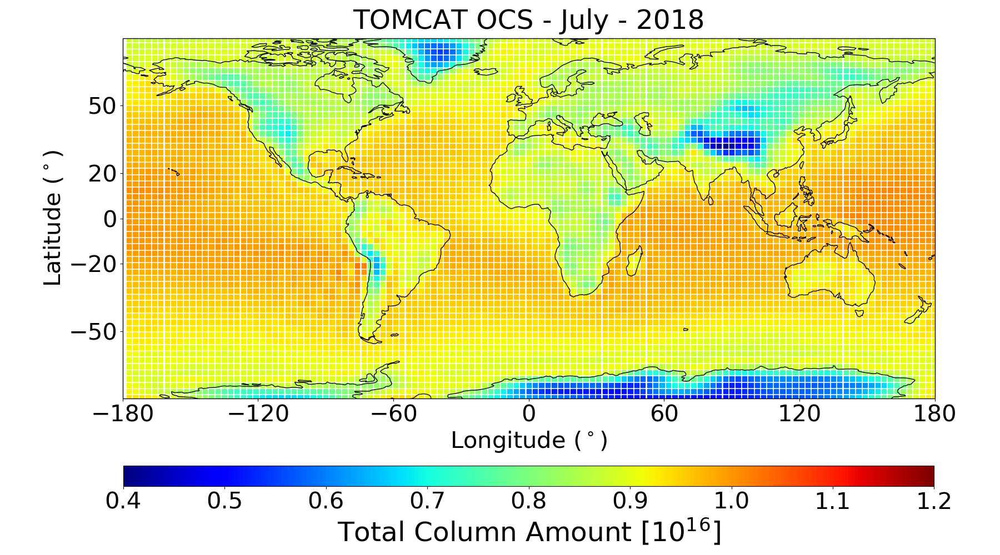 TOMCAT OCS - July - 2018
Latitude (°)
50
20
0
−20
−50
−180 −120 −60 0 60 120 180
Longitude (°)
0.4 0.5 0.6 0.7 0.8 0.9 1.0 1.1 1.2
Total Column Amount [10¹⁶]